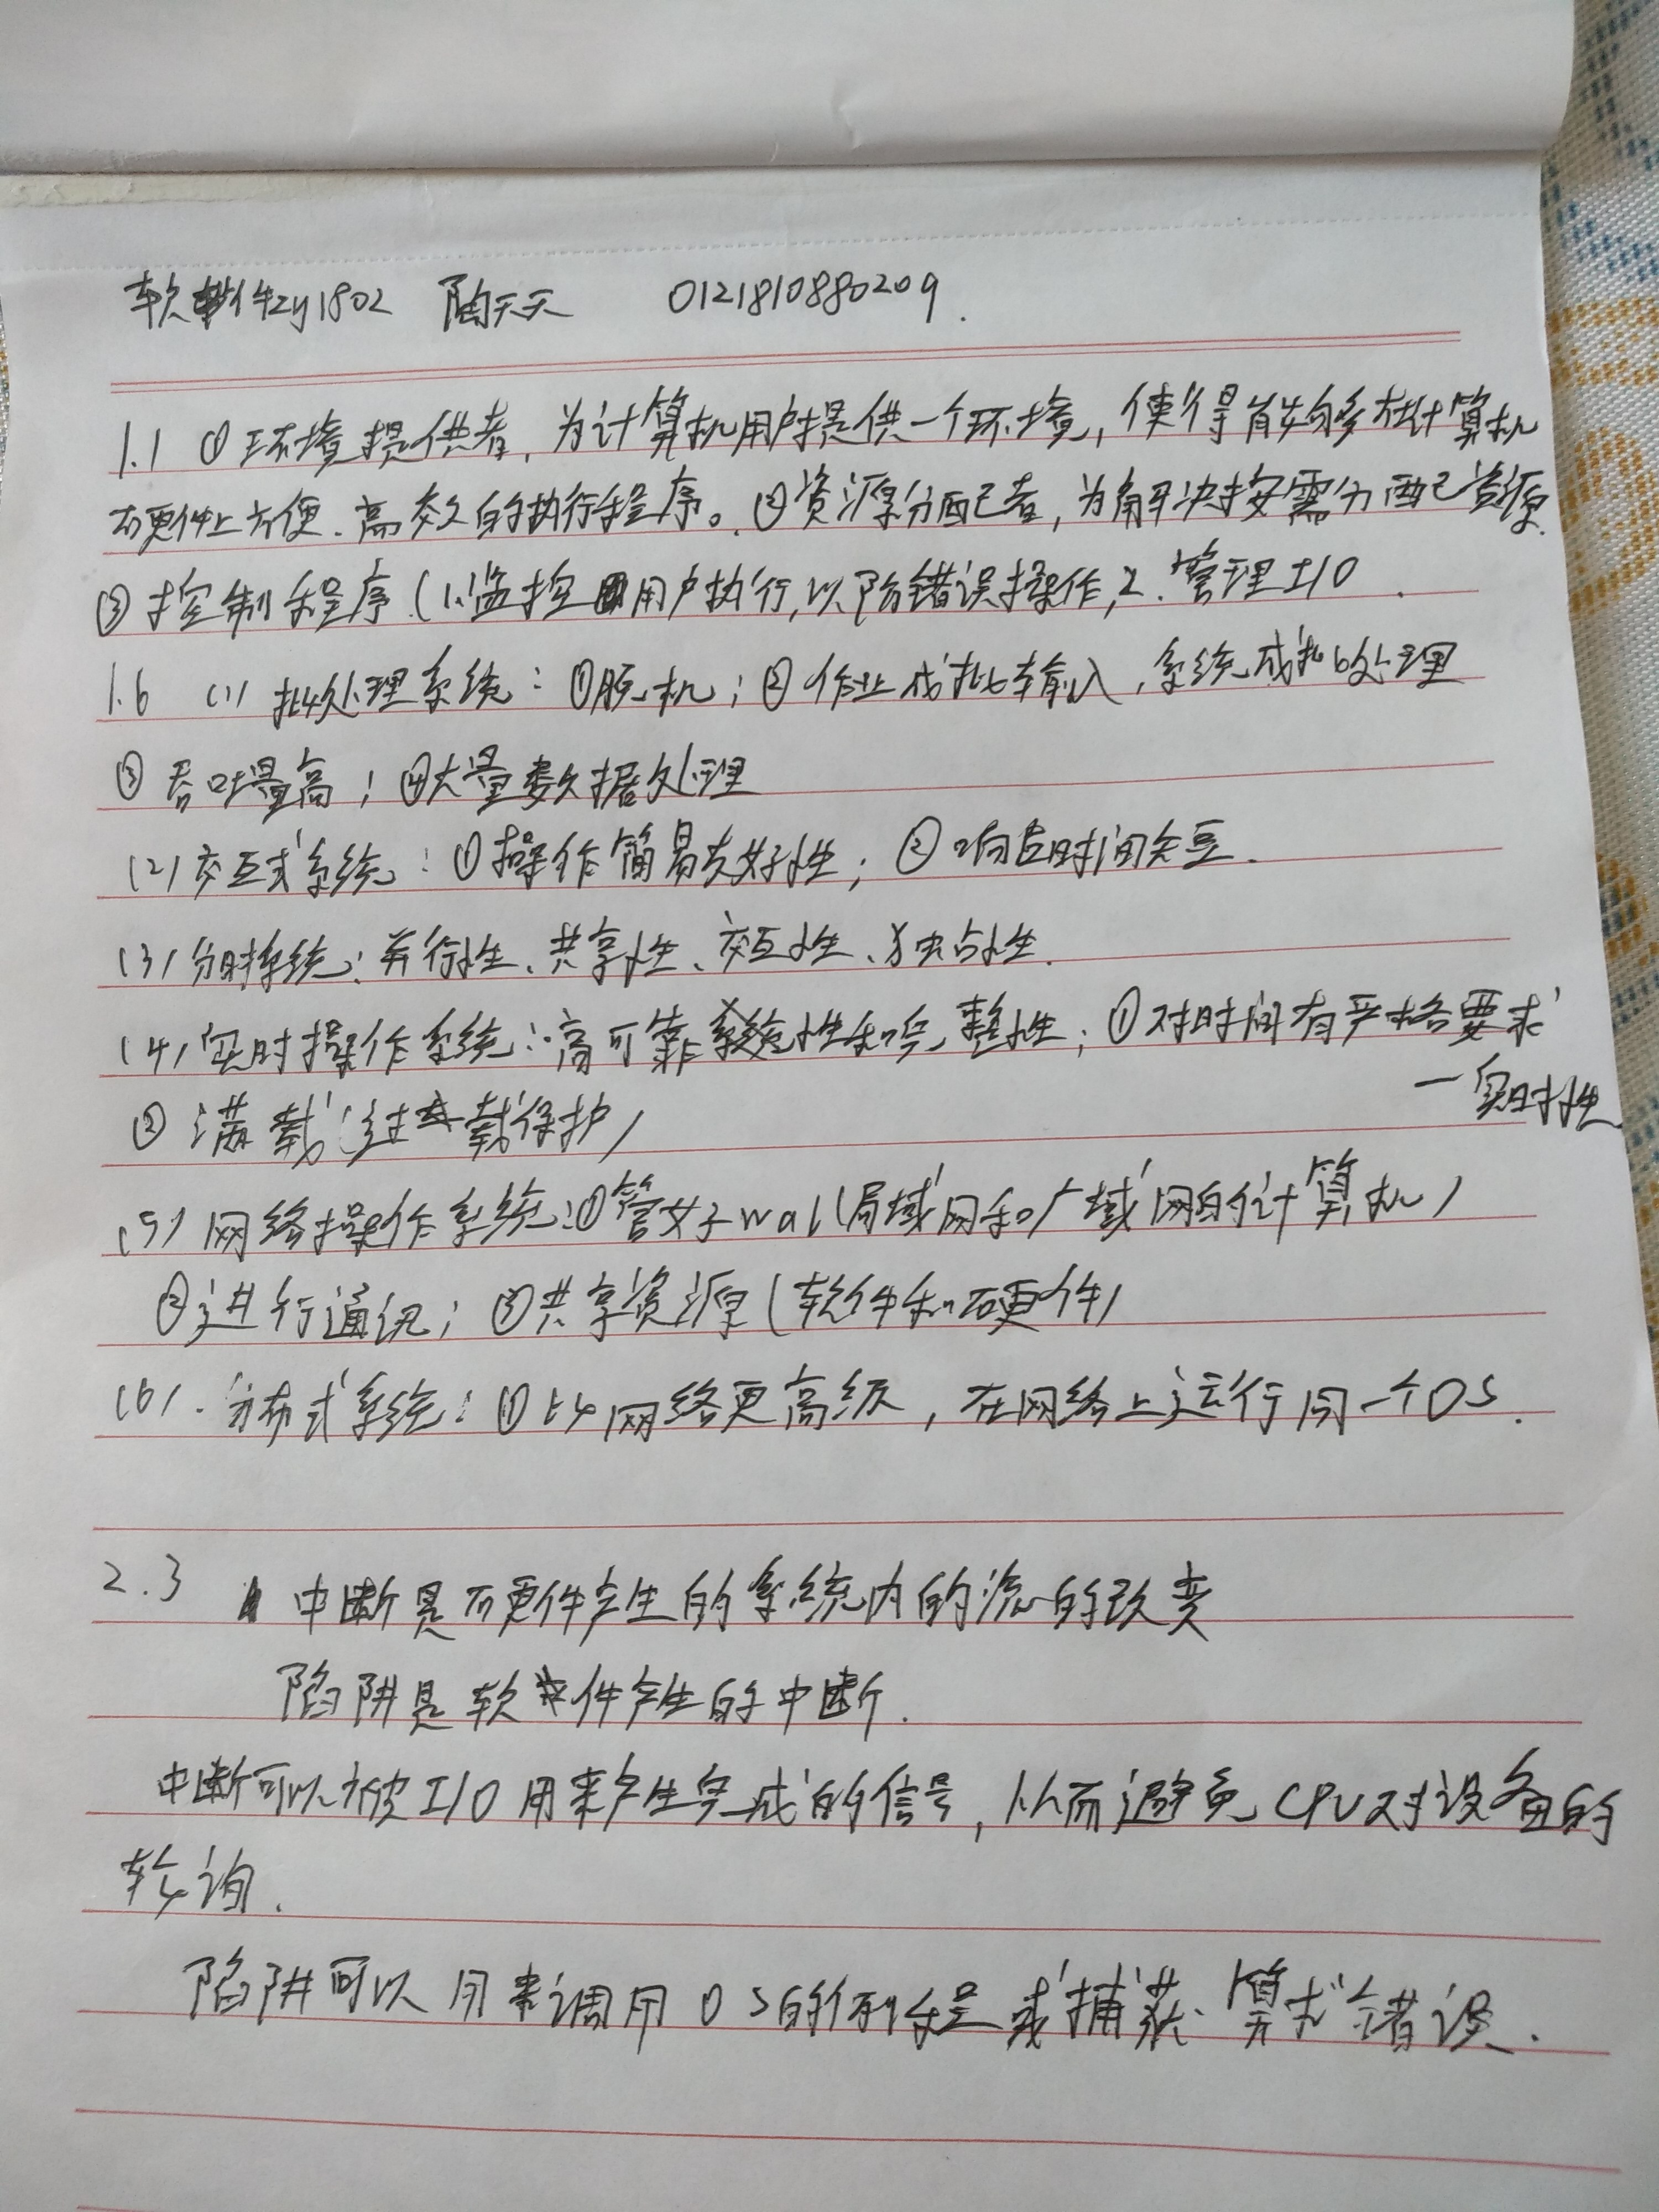 软件zy1802 陶天天 0121810880209.
1.1 ①环境提供者,为计算机用户提供一个环境,使得能够在计算机
硬件上方便、高效的执行程序。②资源分配者,为解决按需分配资源.
③控制程序(1.监控用户执行,以防错误操作,2.管理I/O.
1.6 (1)批处理系统:①脱机;②作业成批输入,系统成批处理
③吞吐量高;④大量数据处理
(2)交互式系统:①操作简易友好性;②响应时间短.
(3)分时系统:并行性、共享性、交互性、独占性.
(4)实时操作系统:高可靠性和完整性;①对时间有严格要求
—实时性
②满载(过载保护)
(5)网络操作系统:①管好wal(局域网和广域网的计算机)
②进行通讯;③共享资源(软件和硬件)
(6).分布式系统:①比网络更高级,在网络上运行同一个OS.
2.3 中断是硬件产生的系统内的流的改变
陷阱是软件产生的中断.
中断可以被I/O用来产生完成的信号,从而避免CPU对设备的
轮询.
陷阱可以用来调用OS的例程或捕获算术错误.